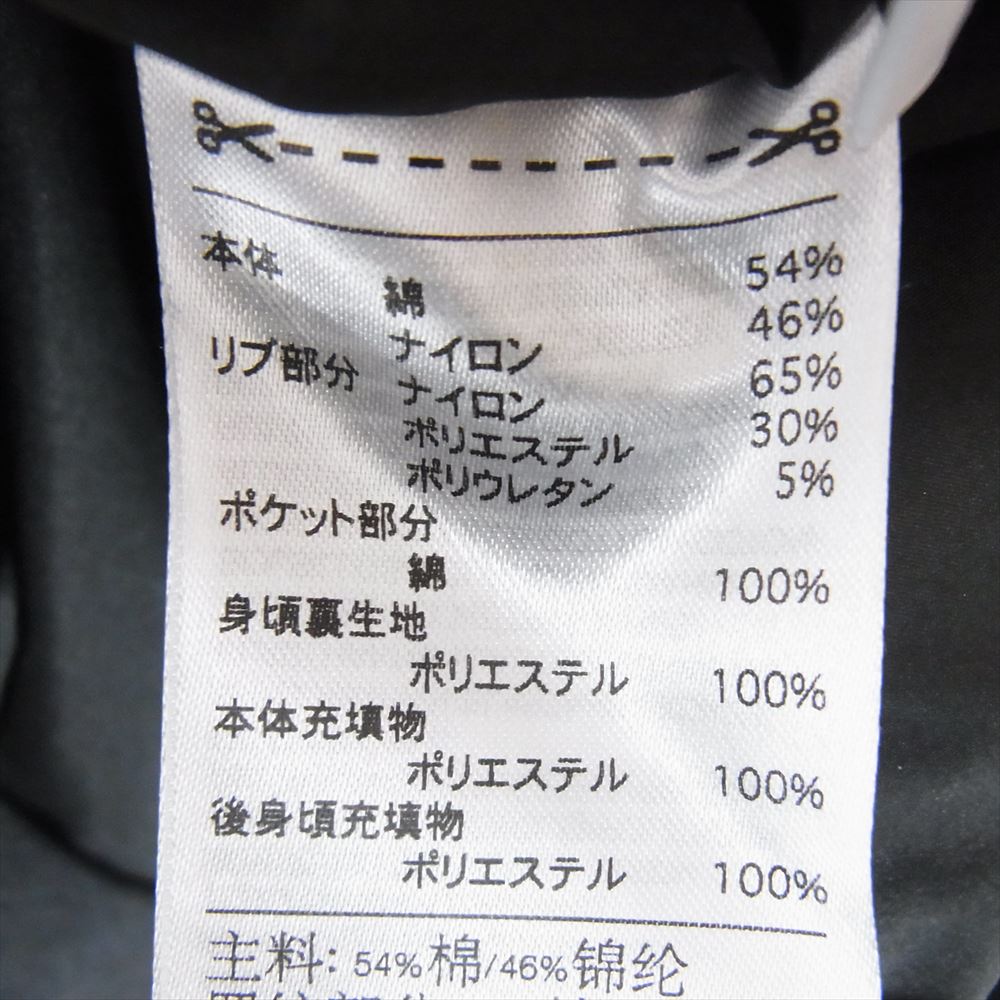 本体
綿 54%
ナイロン 46%
リブ部分
ナイロン 65%
ポリエステル 30%
ポリウレタン 5%
ポケット部分
綿 100%
身頃裏生地
ポリエステル 100%
本体充填物
ポリエステル 100%
後身頃充填物
ポリエステル 100%
主料: 54%棉/46%锦纶